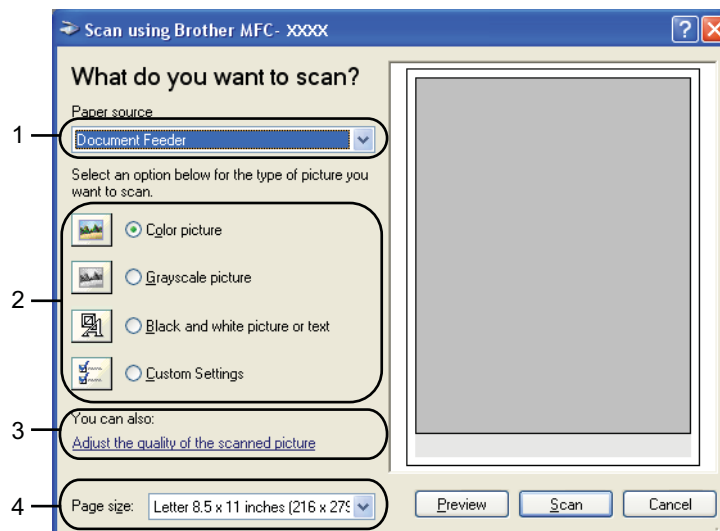 Scan using Brother MFC- XXXX
What do you want to scan?
Paper source
1
Document Feeder
Select an option below for the type of picture you
want to scan.
2
Color picture
Grayscale picture
Black and white picture or text
Custom Settings
3
You can also:
Adjust the quality of the scanned picture
4
Page size: Letter 8.5 x 11 inches (216 x 279
Preview Scan Cancel